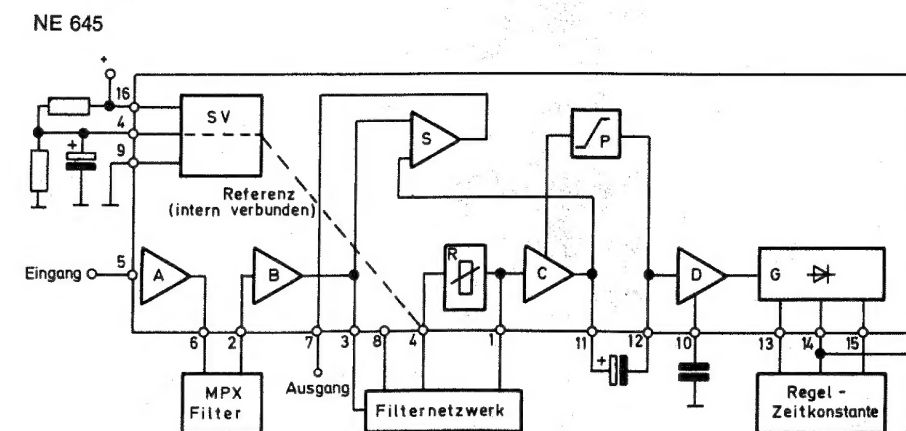 NE 645
+
16
SV
4
+
9
Referenz
(intern verbunden)
S
P
R
Eingang
5
A
B
C
D
G
6
2
7
3
8
4
1
11
12
10
13
14
15
+
MPX
Filter
Ausgang
Filternetzwerk
Regel -
Zeitkonstante